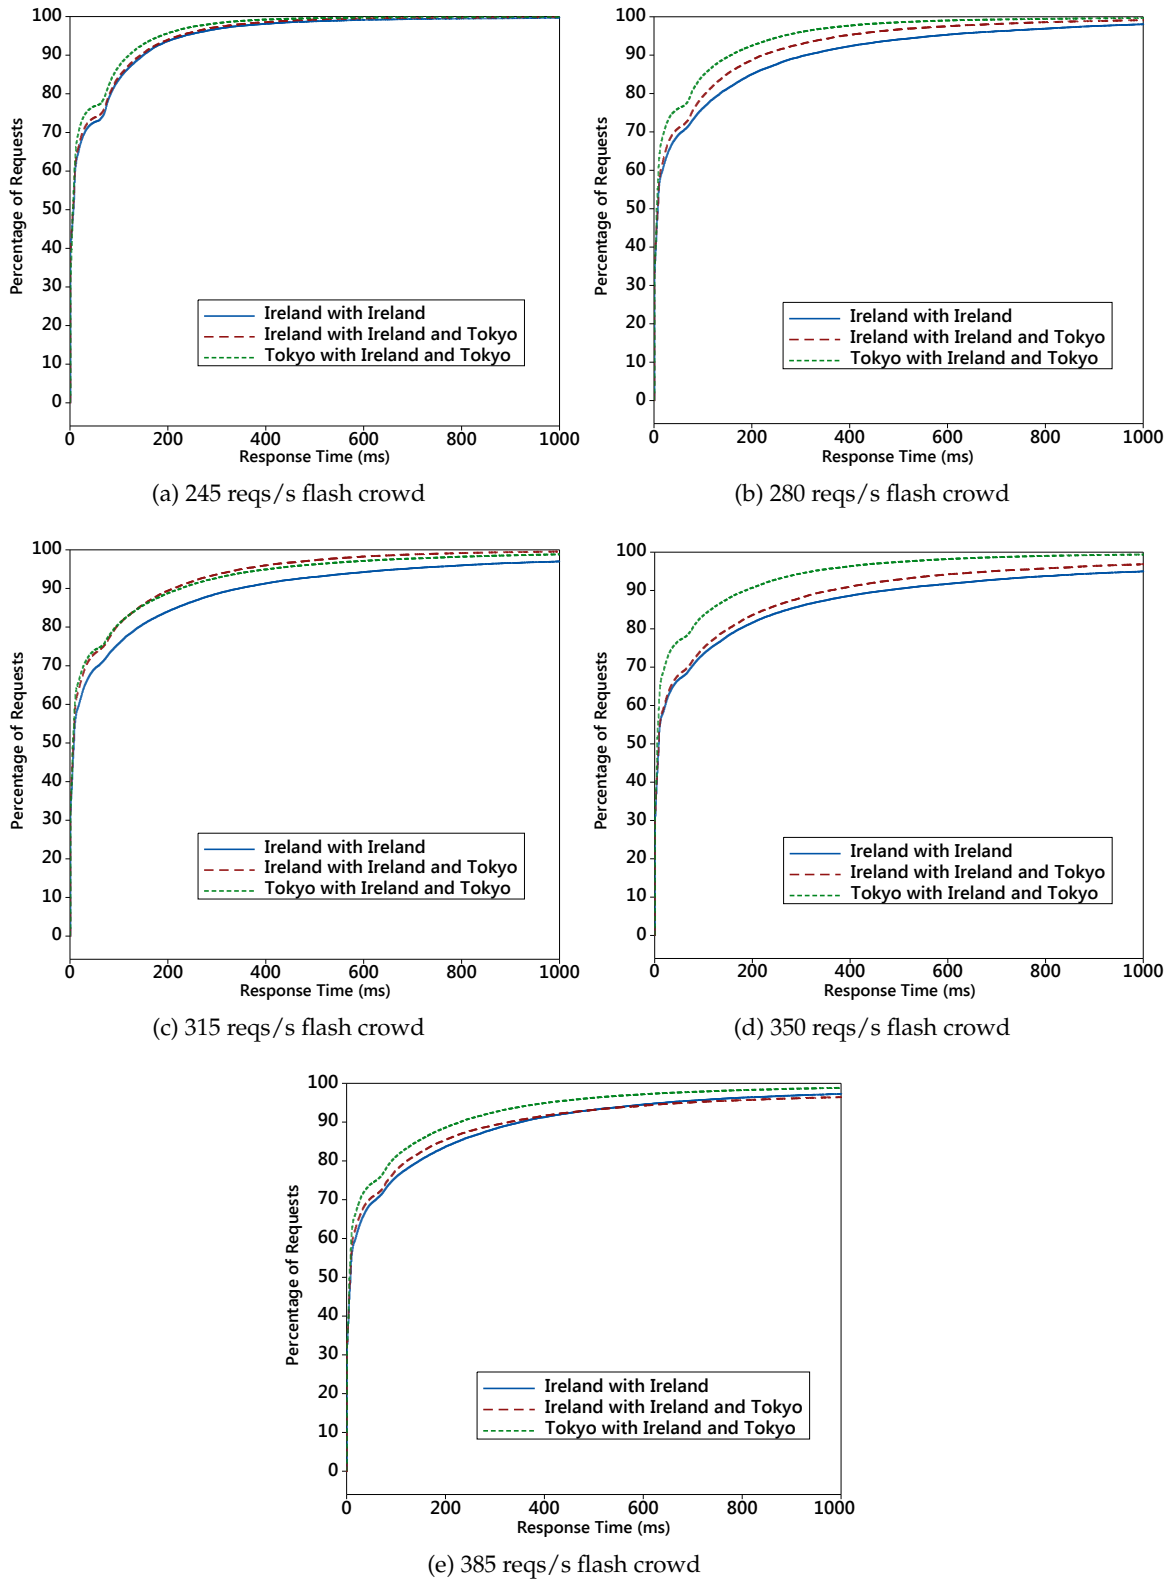 100
90
80
70
60
50
40
30
20
10
0
Percentage of Requests
Ireland with Ireland
Ireland with Ireland and Tokyo
Tokyo with Ireland and Tokyo
0 200 400 600 800 1000
Response Time (ms)
(a) 245 reqs/s flash crowd
100
90
80
70
60
50
40
30
20
10
0
Percentage of Requests
Ireland with Ireland
Ireland with Ireland and Tokyo
Tokyo with Ireland and Tokyo
0 200 400 600 800 1000
Response Time (ms)
(b) 280 reqs/s flash crowd
100
90
80
70
60
50
40
30
20
10
0
Percentage of Requests
Ireland with Ireland
Ireland with Ireland and Tokyo
Tokyo with Ireland and Tokyo
0 200 400 600 800 1000
Response Time (ms)
(c) 315 reqs/s flash crowd
100
90
80
70
60
50
40
30
20
10
0
Percentage of Requests
Ireland with Ireland
Ireland with Ireland and Tokyo
Tokyo with Ireland and Tokyo
0 200 400 600 800 1000
Response Time (ms)
(d) 350 reqs/s flash crowd
100
90
80
70
60
50
40
30
20
10
0
Percentage of Requests
Ireland with Ireland
Ireland with Ireland and Tokyo
Tokyo with Ireland and Tokyo
0 200 400 600 800 1000
Response Time (ms)
(e) 385 reqs/s flash crowd